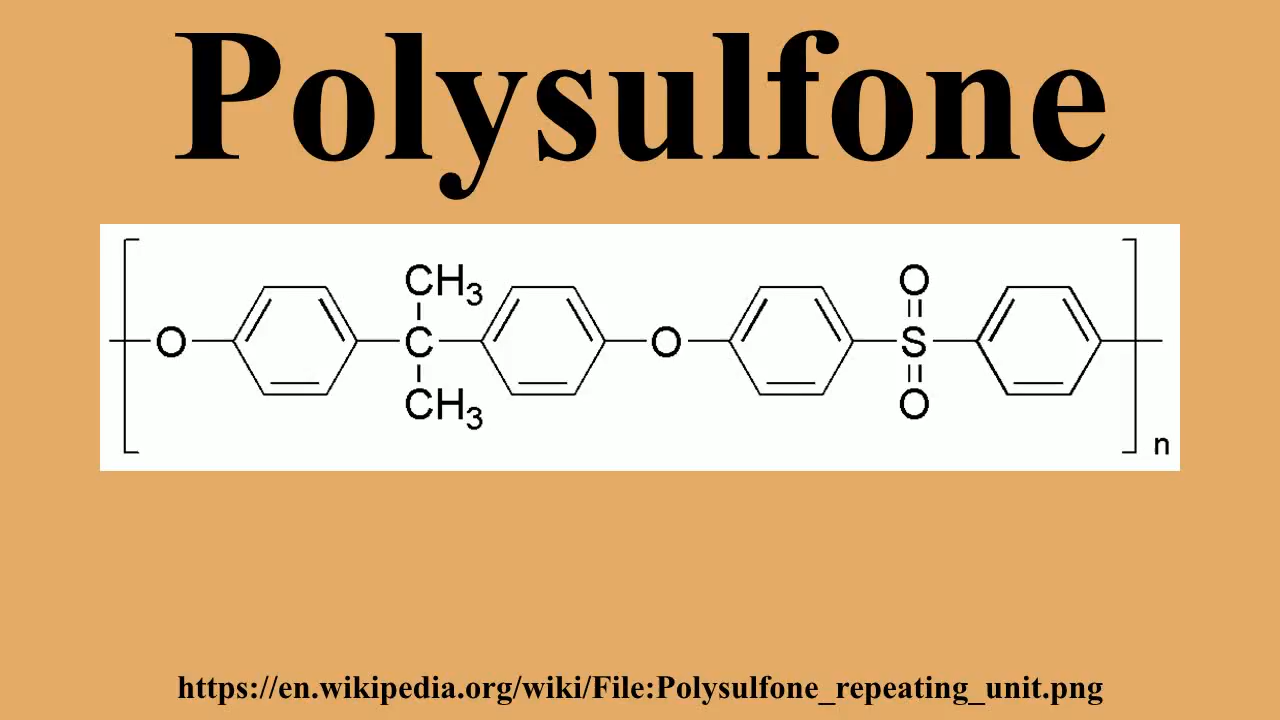 Polysulfone
CH3 O O
O C O S
CH3 O
n
https://en.wikipedia.org/wiki/File:Polysulfone_repeating_unit.png